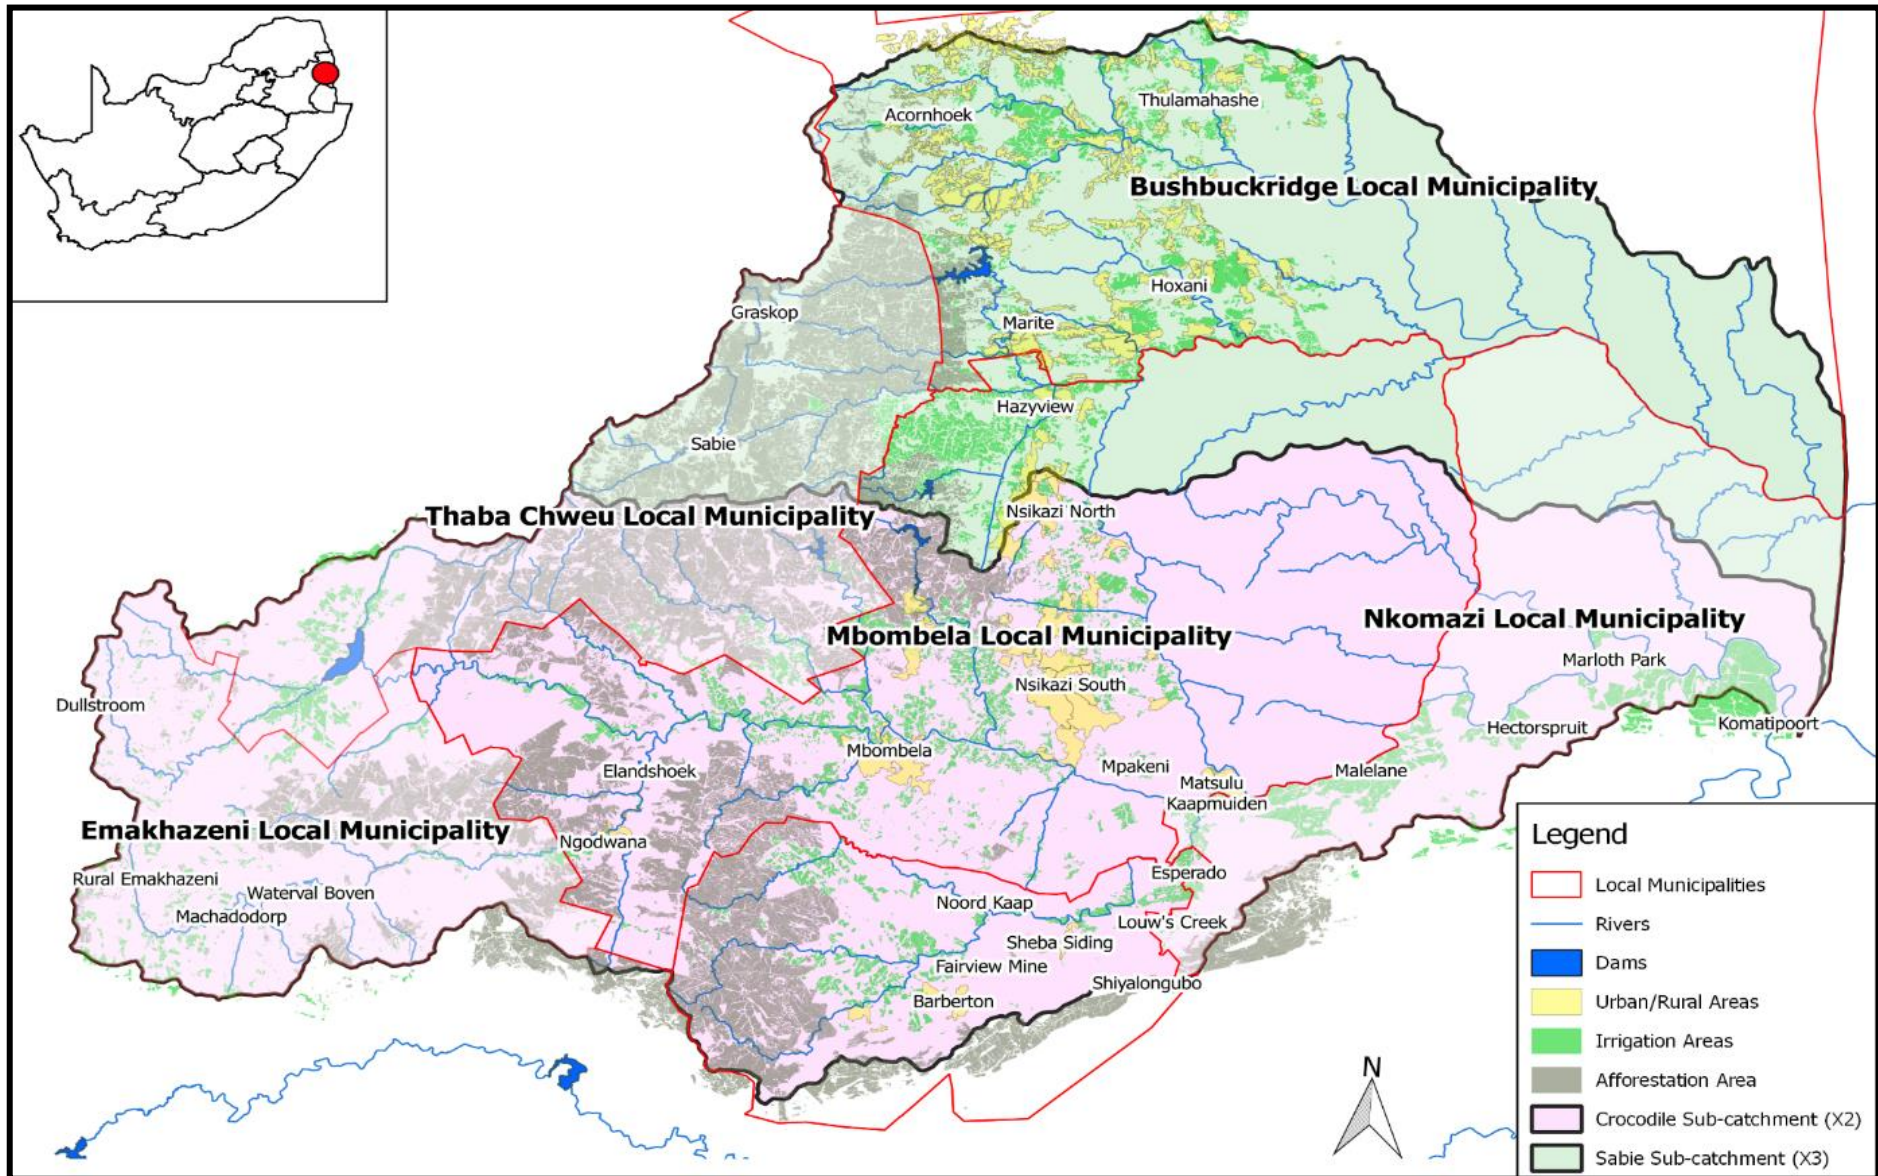 Acornhoek
Thulamahashe
Bushbuckridge Local Municipality
Hoxani
Graskop
Marite
Hazyview
Sabie
Nsikazi North
Thaba Chweu Local Municipality
Mbombela Local Municipality
Nkomazi Local Municipality
Marloth Park
Nsikazi South
Dullstroom
Hectorspruit
Komatipoort
Mbombela
Elandshoek
Mpakeni
Malelane
Matsulu
Kaapmuiden
Emakhazeni Local Municipality
Ngodwana
Rural Emakhazeni
Waterval Boven
Machadodorp
Esperado
Noord Kaap
Louw's Creek
Sheba Siding
Fairview Mine
Shiyalongubo
Barberton
N
Legend
Local Municipalities
Rivers
Dams
Urban/Rural Areas
Irrigation Areas
Afforestation Area
Crocodile Sub-catchment (X2)
Sabie Sub-catchment (X3)